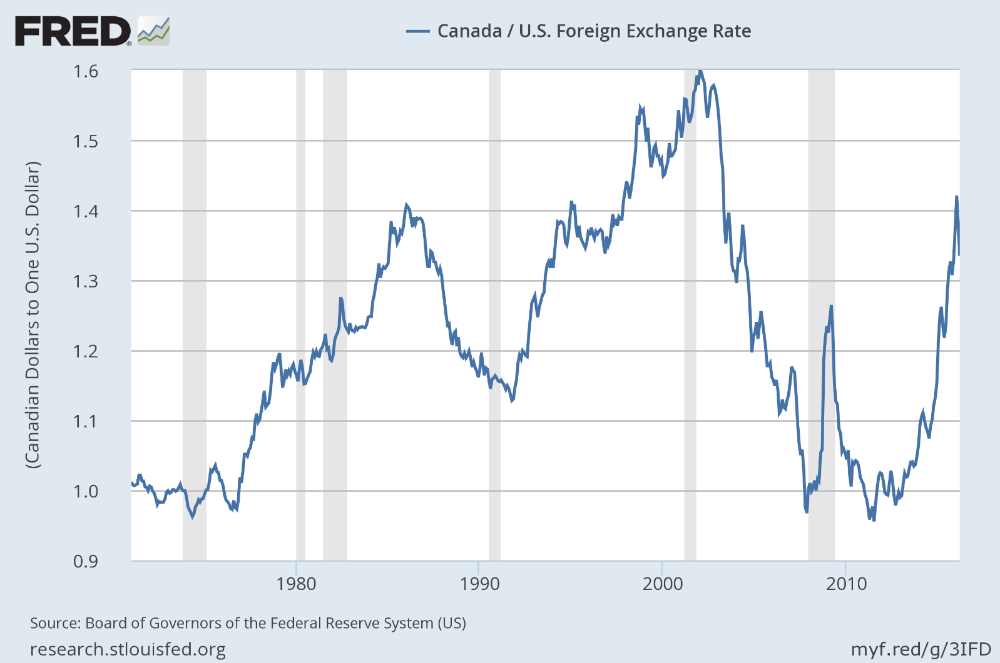 FRED®
Canada / U.S. Foreign Exchange Rate
(Canadian Dollars to One U.S. Dollar)
1.6
1.5
1.4
1.3
1.2
1.1
1.0
0.9
1980 1990 2000 2010
Source: Board of Governors of the Federal Reserve System (US)
research.stlouisfed.org myf.red/g/3IFD